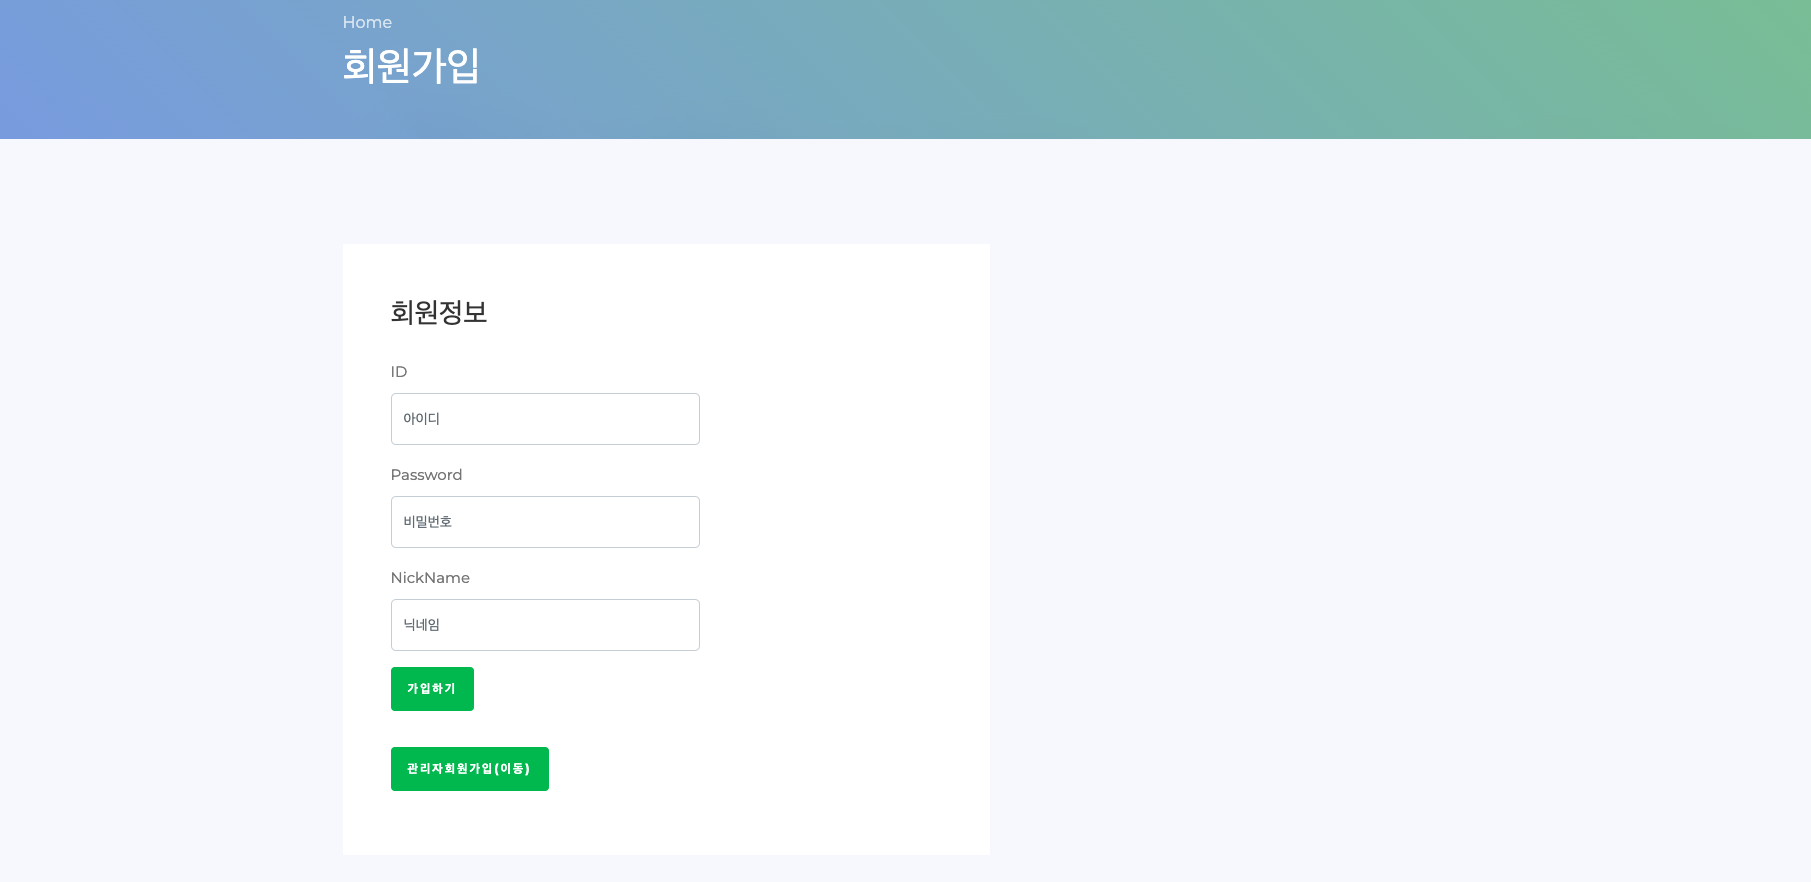 Home
회원가입
회원정보
ID
아이디
Password
비밀번호
NickName
닉네임
가입하기
관리자회원가입(이동)